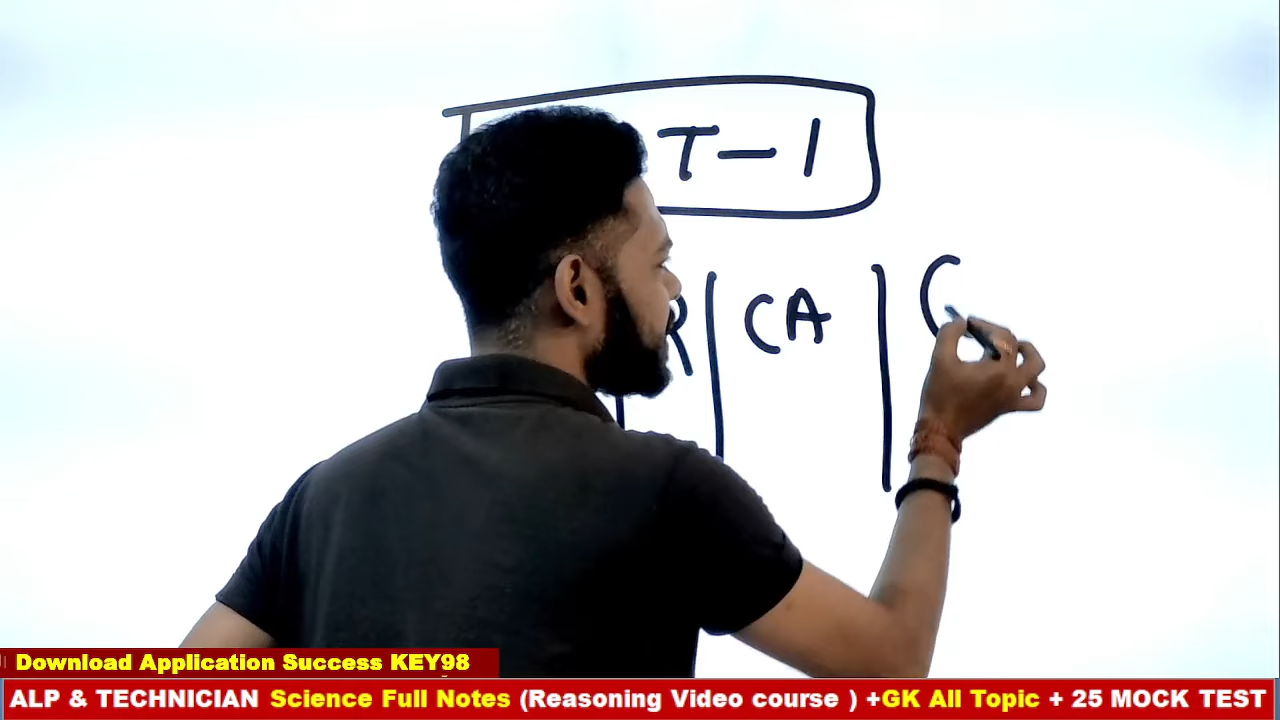 T-1
R | CA | C
Download Application Success KEY98
ALP & TECHNICIAN Science Full Notes (Reasoning Video course ) +GK All Topic + 25 MOCK TEST